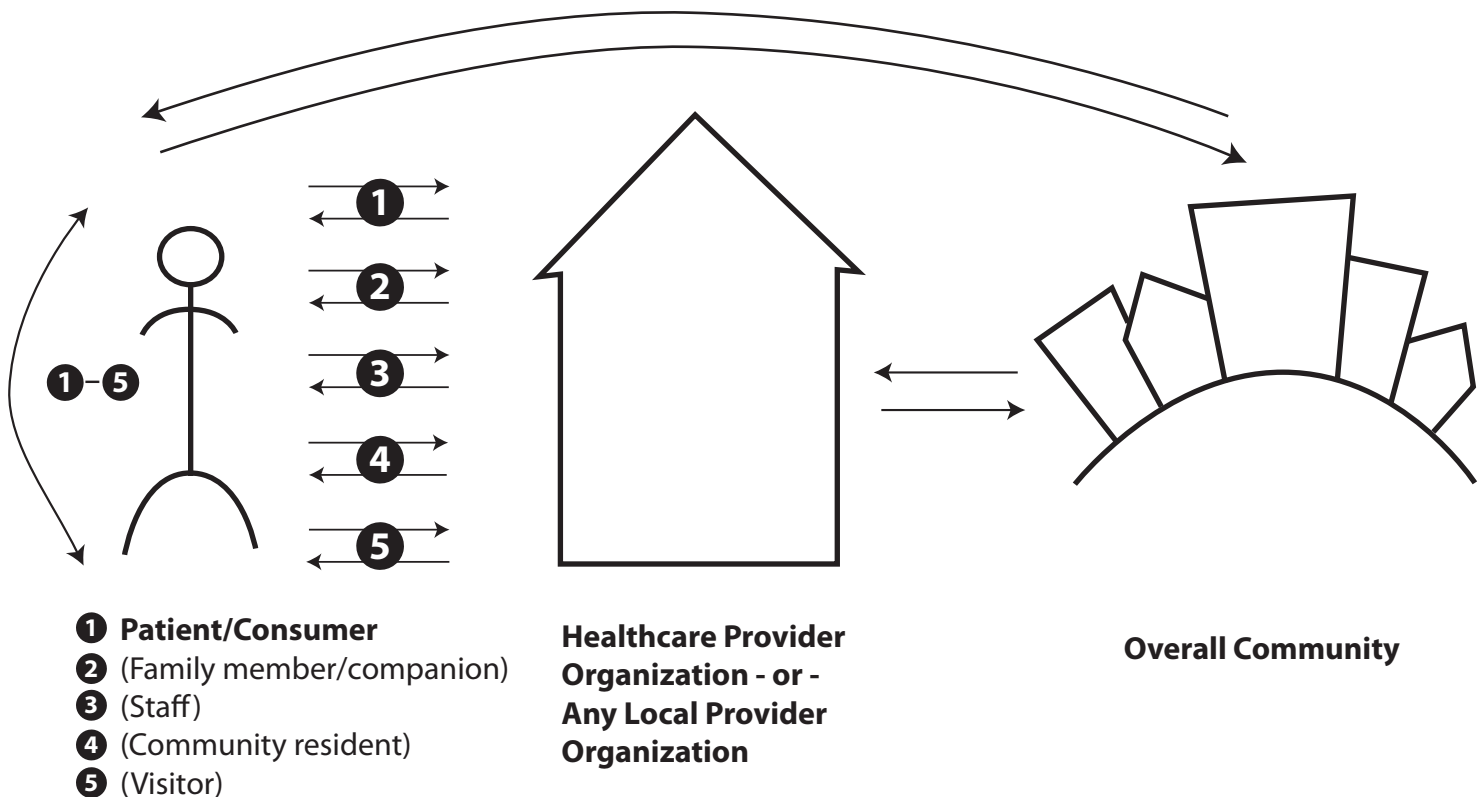 1
2
3
4
5
1–5
1 Patient/Consumer
2 (Family member/companion)
3 (Staff)
4 (Community resident)
5 (Visitor)
Healthcare Provider
Organization - or -
Any Local Provider
Organization
Overall Community